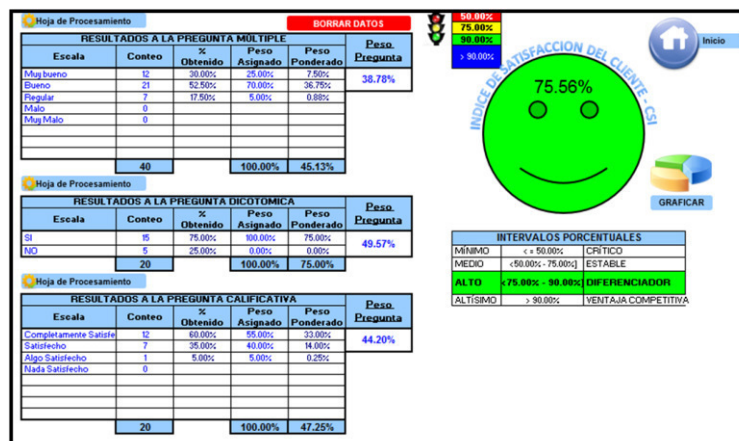 Hoja de Procesamiento
BORRAR DATOS
RESULTADOS A LA PREGUNTA MÚLTIPLE
Peso Pregunta
Escala Conteo % Obtenido Peso Asignado Peso Ponderado
Muy bueno 12 30.00% 25.00% 7.50%
38.78%
Bueno 21 52.50% 70.00% 36.75%
Regular 7 17.50% 5.00% 0.88%
Malo 0
Muy Malo 0
40 100.00% 45.13%
Hoja de Procesamiento
RESULTADOS A LA PREGUNTA DICOTOMICA
Peso Pregunta
Escala Conteo % Obtenido Peso Asignado Peso Ponderado
SI 15 75.00% 100.00% 75.00%
49.57%
NO 5 25.00% 0.00% 0.00%
20 100.00% 75.00%
Hoja de Procesamiento
RESULTADOS A LA PREGUNTA CALIFICATIVA
Peso Pregunta
Escala Conteo % Obtenido Peso Asignado Peso Ponderado
Completamente Satisfe 12 60.00% 55.00% 33.00%
44.20%
Satisfecho 7 35.00% 40.00% 14.00%
Algo Satisfecho 1 5.00% 5.00% 0.25%
Nada Satisfecho 0
20 100.00% 47.25%
50.00%
75.00%
90.00%
> 90.00%
INDICE DE SATISFACCION DEL CLIENTE - CSI
75.56%
Inicio
GRAFICAR
INTERVALOS PORCENTUALES
MÍNIMO < = 50.00% CRÍTICO
MEDIO <50.00% - 75.00%] ESTABLE
ALTO <75.00% - 90.00%] DIFERENCIADOR
ALTÍSIMO > 90.00% VENTAJA COMPETITIVA